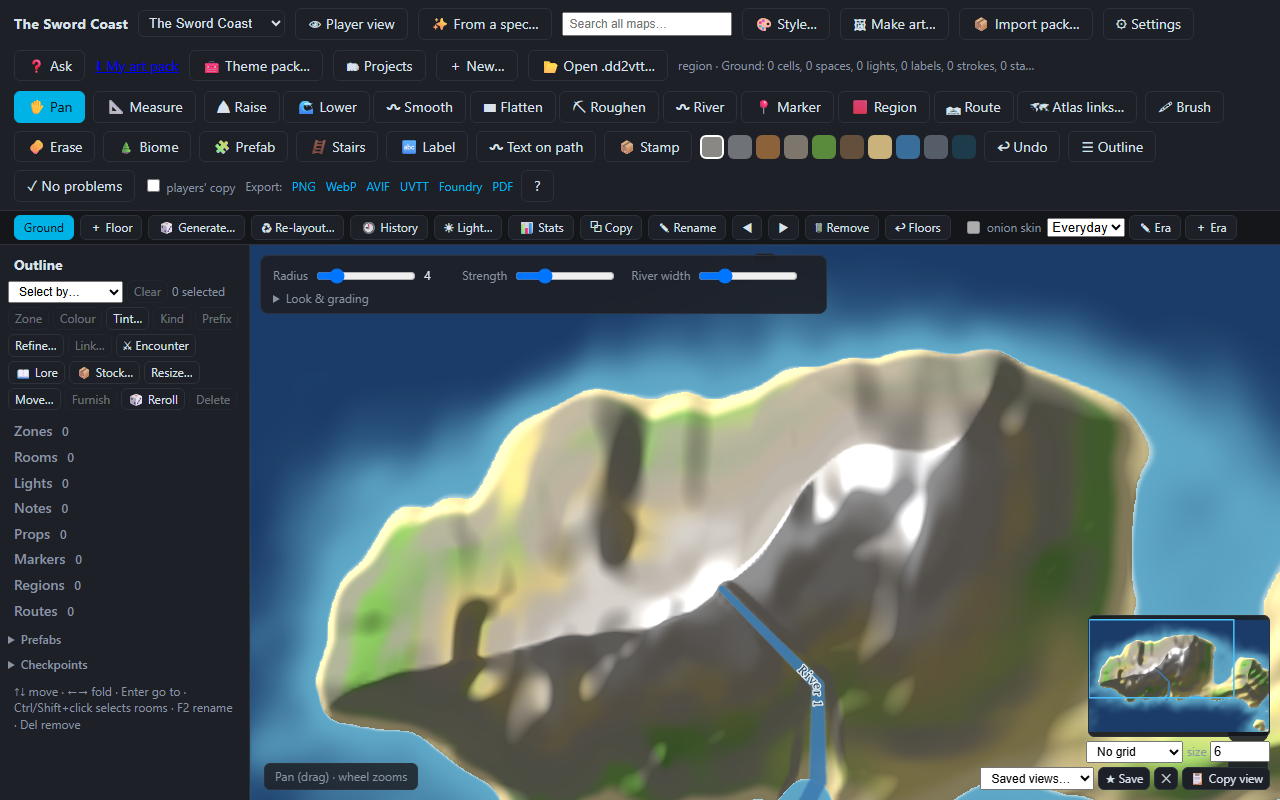 The Sword Coast The Sword Coast Player view From a spec... Search all maps... Style... Make art... Import pack... Settings
Ask My art pack Theme pack... Projects + New... Open .dd2vtt... region · Ground: 0 cells, 0 spaces, 0 lights, 0 labels, 0 strokes, 0 sta...
Pan Measure Raise Lower Smooth Flatten Roughen River Marker Region Route Atlas links... Brush
Erase Biome Prefab Stairs Label Text on path Stamp Undo Outline
✓ No problems players' copy Export: PNG WebP AVIF UVTT Foundry PDF ?
Ground + Floor Generate... Re-layout... History Light... Stats Copy Rename ◀ ▶ Remove Floors onion skin Everyday Era + Era
Outline
Select by... Clear 0 selected
Zone Colour Tint... Kind Prefix
Refine... Link... Encounter
Lore Stock... Resize...
Move... Furnish Reroll Delete
Zones 0
Rooms 0
Lights 0
Notes 0
Props 0
Markers 0
Regions 0
Routes 0
Prefabs
Checkpoints
↑↓ move · ←→ fold · Enter go to ·
Ctrl/Shift+click selects rooms · F2 rename
· Del remove
Radius 4 Strength River width
Look & grading
River 1
Pan (drag) · wheel zooms
No grid size 6
Saved views... ★ Save ✕ Copy view